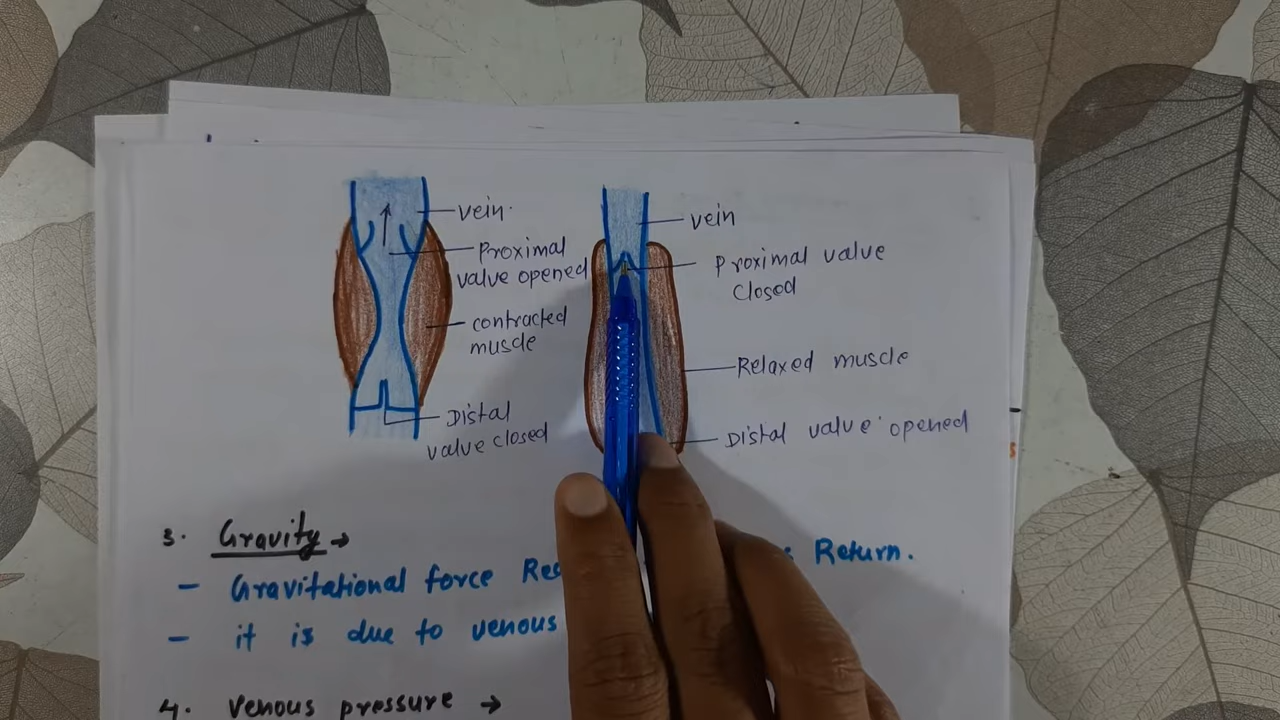 vein.
Proximal
valve opened
contracted
muscle
Distal
valve closed
vein
Proximal valve
closed
Relaxed muscle
Distal valve opened
3. Gravity →
- Gravitational force Return.
- it is due to venous
4. venous pressure →